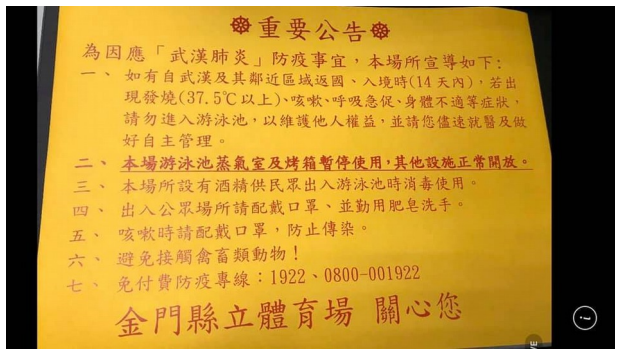 ☸重要公告☸
為因應「武漢肺炎」防疫事宜，本場所宣導如下:
一、 如有自武漢及其鄰近區域返國、入境時(14天內)，若出
現發燒(37.5℃以上)、咳嗽、呼吸急促、身體不適等症狀，
請勿進入游泳池，以維護他人權益，並請您儘速就醫及做
好自主管理。
二、 本場游泳池蒸氣室及烤箱暫停使用，其他設施正常開放。
三、 本場所設有酒精供民眾出入游泳池時消毒使用。
四、 出入公眾場所請配戴口罩、並勤用肥皂洗手。
五、 咳嗽時請配戴口罩，防止傳染。
六、 避免接觸禽畜類動物！
七、 免付費防疫專線：1922、0800-001922
金門縣立體育場 關心您